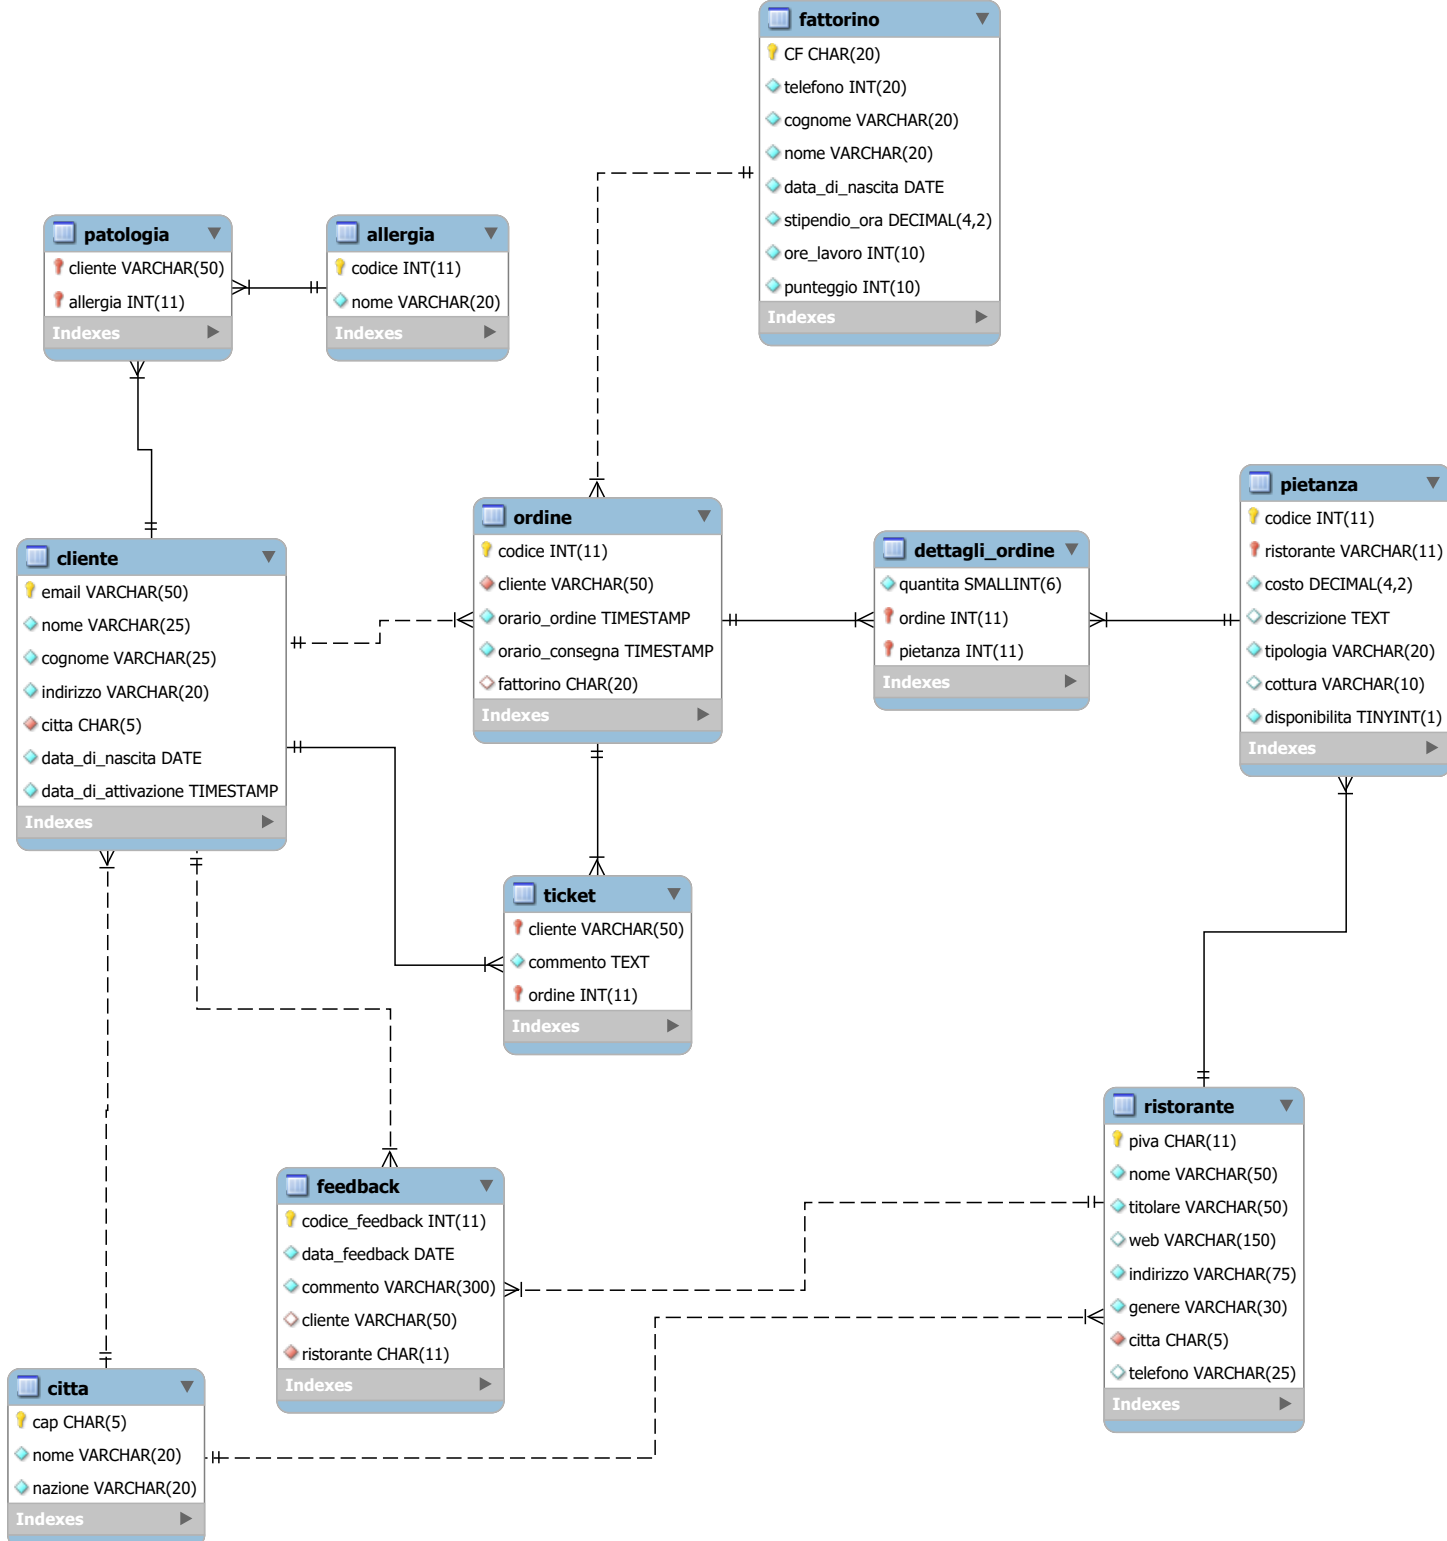 fattorino
CF CHAR(20)
telefono INT(20)
cognome VARCHAR(20)
nome VARCHAR(20)
data_di_nascita DATE
stipendio_ora DECIMAL(4,2)
ore_lavoro INT(10)
punteggio INT(10)
Indexes
patologia
cliente VARCHAR(50)
allergia INT(11)
Indexes
allergia
codice INT(11)
nome VARCHAR(20)
Indexes
cliente
email VARCHAR(50)
nome VARCHAR(25)
cognome VARCHAR(25)
indirizzo VARCHAR(20)
citta CHAR(5)
data_di_nascita DATE
data_di_attivazione TIMESTAMP
Indexes
ordine
codice INT(11)
cliente VARCHAR(50)
orario_ordine TIMESTAMP
orario_consegna TIMESTAMP
fattorino CHAR(20)
Indexes
dettagli_ordine
quantita SMALLINT(6)
ordine INT(11)
pietanza INT(11)
Indexes
pietanza
codice INT(11)
ristorante VARCHAR(11)
costo DECIMAL(4,2)
descrizione TEXT
tipologia VARCHAR(20)
cottura VARCHAR(10)
disponibilita TINYINT(1)
Indexes
ticket
cliente VARCHAR(50)
commento TEXT
ordine INT(11)
Indexes
feedback
codice_feedback INT(11)
data_feedback DATE
commento VARCHAR(300)
cliente VARCHAR(50)
ristorante CHAR(11)
Indexes
ristorante
piva CHAR(11)
nome VARCHAR(50)
titolare VARCHAR(50)
web VARCHAR(150)
indirizzo VARCHAR(75)
genere VARCHAR(30)
citta CHAR(5)
telefono VARCHAR(25)
Indexes
citta
cap CHAR(5)
nome VARCHAR(20)
nazione VARCHAR(20)
Indexes